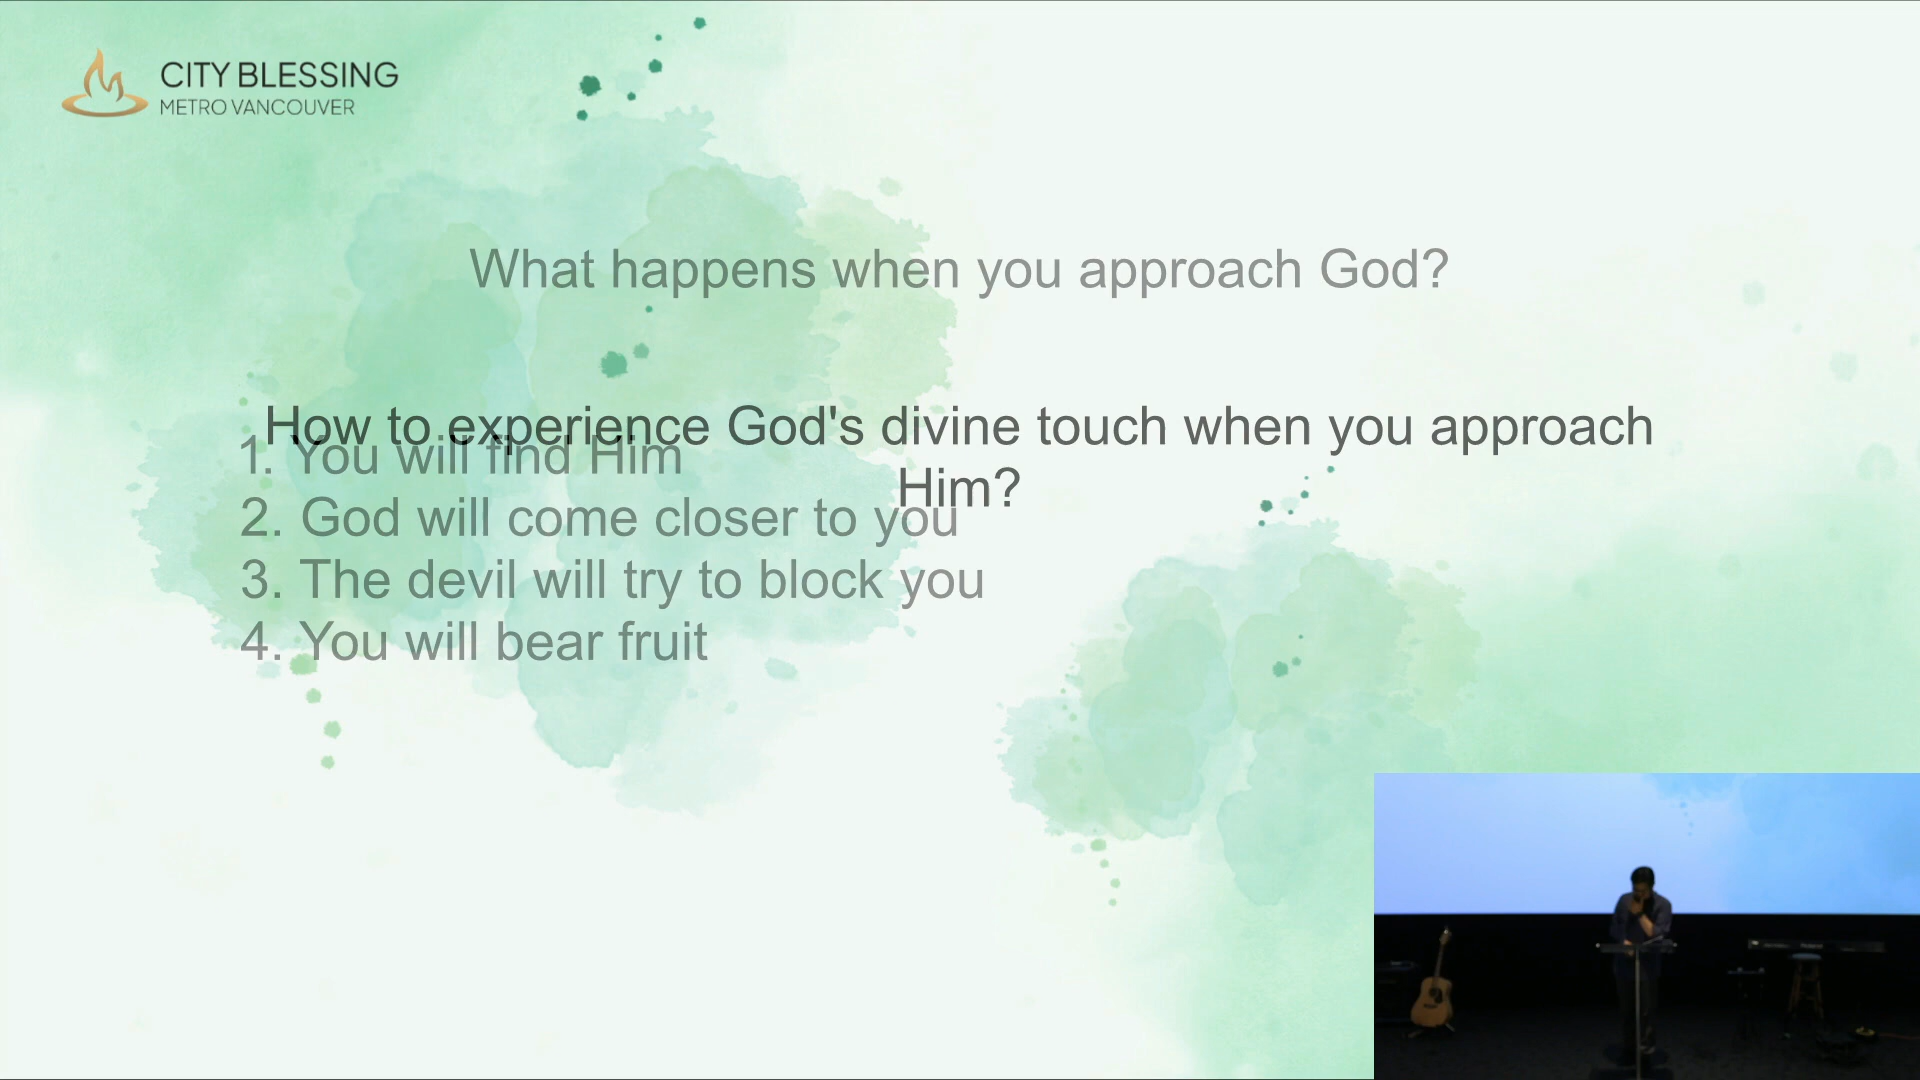 CITY BLESSING
METRO VANCOUVER
What happens when you approach God?
How to experience God's divine touch when you approach
Him?
1. You will find Him
2. God will come closer to you
3. The devil will try to block you
4. You will bear fruit